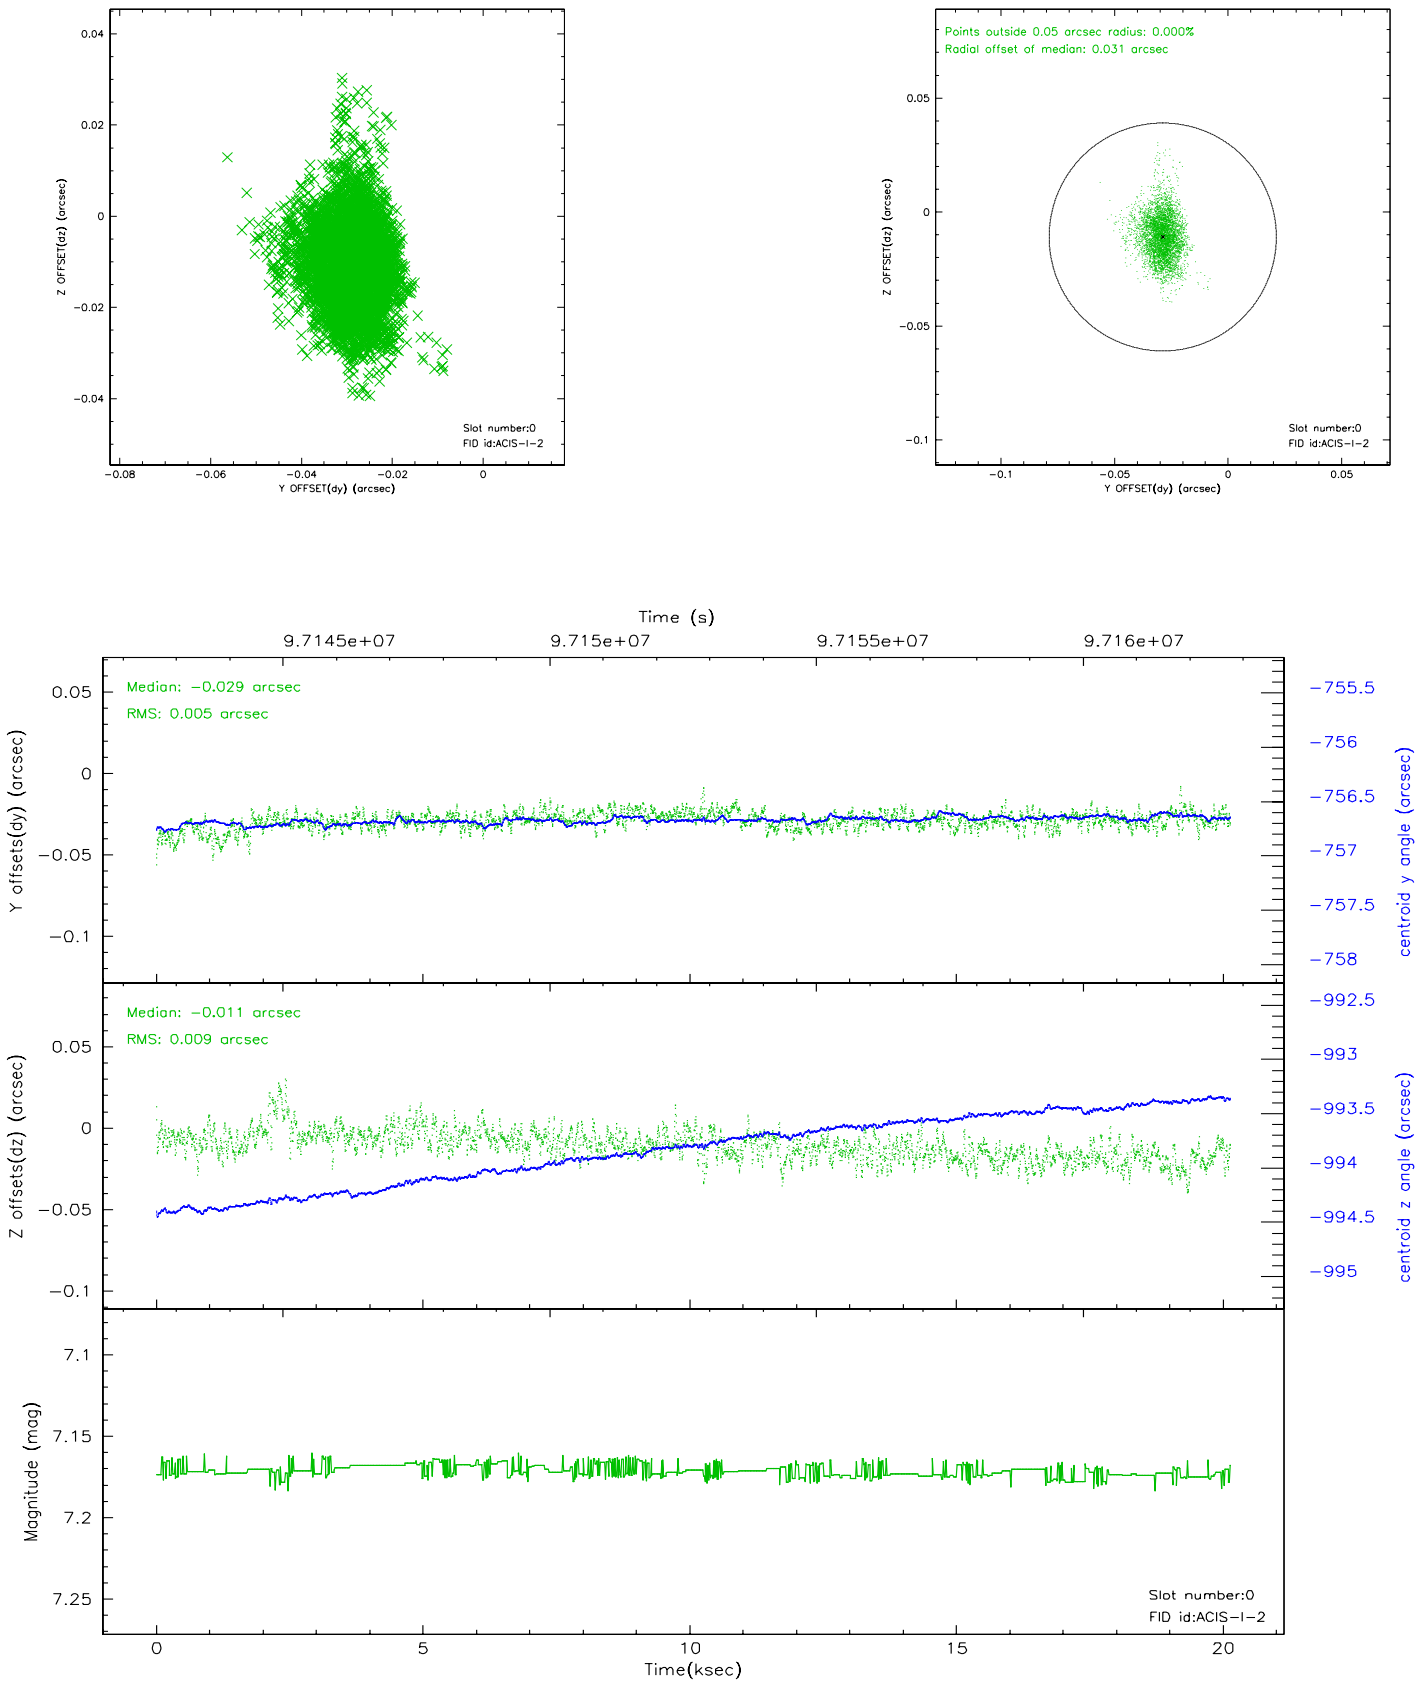 0.04
0.02
0
-0.02
-0.04
Z OFFSET(dz) (arcsec)
-0.08 -0.06 -0.04 -0.02 0
Y OFFSET(dy) (arcsec)
Slot number:0
FID id:ACIS-I-2
Points outside 0.05 arcsec radius: 0.000%
Radial offset of median: 0.031 arcsec
0.05
0
-0.05
-0.1
Z OFFSET(dz) (arcsec)
-0.1 -0.05 0 0.05
Y OFFSET(dy) (arcsec)
Slot number:0
FID id:ACIS-I-2
Time (s)
9.7145e+07 9.715e+07 9.7155e+07 9.716e+07
Median: -0.029 arcsec
RMS: 0.005 arcsec
0.05
0
-0.05
-0.1
Y offsets(dy) (arcsec)
-755.5
-756
-756.5
-757
-757.5
-758
centroid y angle (arcsec)
Median: -0.011 arcsec
RMS: 0.009 arcsec
0.05
0
-0.05
-0.1
Z offsets(dz) (arcsec)
-992.5
-993
-993.5
-994
-994.5
-995
centroid z angle (arcsec)
7.1
7.15
7.2
7.25
Magnitude (mag)
Slot number:0
FID id:ACIS-I-2
0 5 10 15 20
Time(ksec)